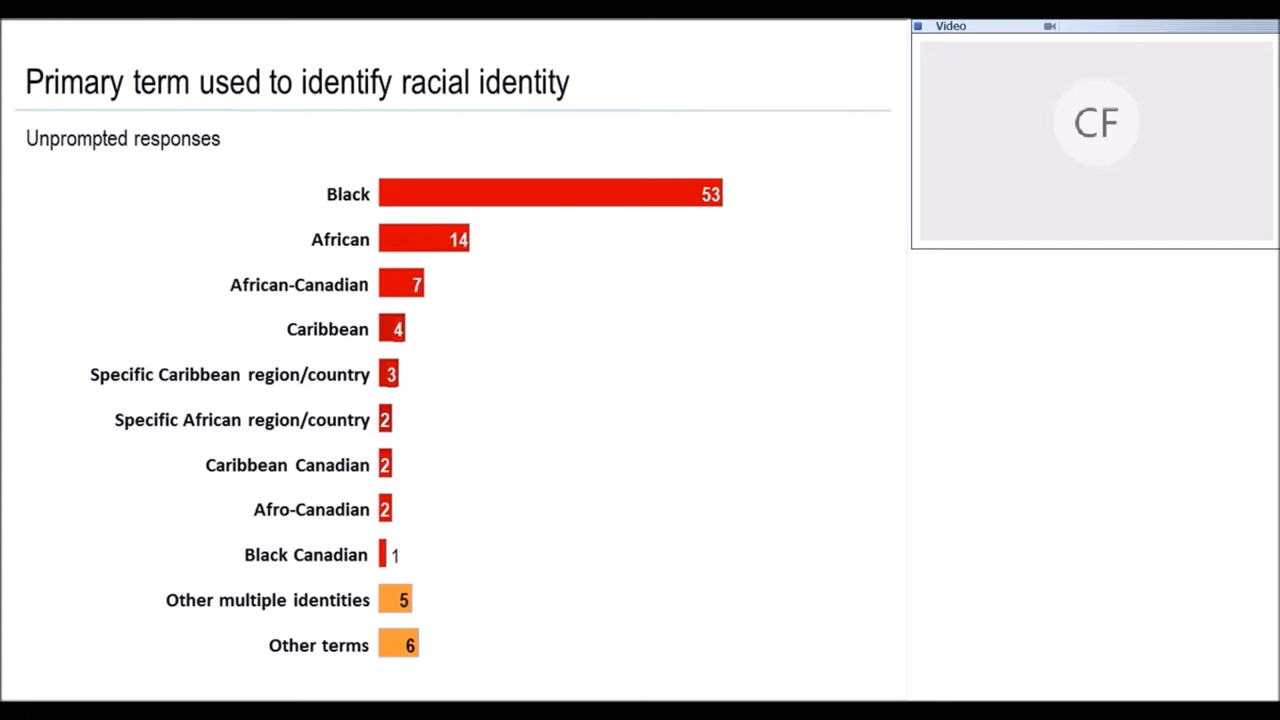 Primary term used to identify racial identity
Video
CF
Unprompted responses
Black 53
African 14
African-Canadian 7
Caribbean 4
Specific Caribbean region/country 3
Specific African region/country 2
Caribbean Canadian 2
Afro-Canadian 2
Black Canadian 1
Other multiple identities 5
Other terms 6